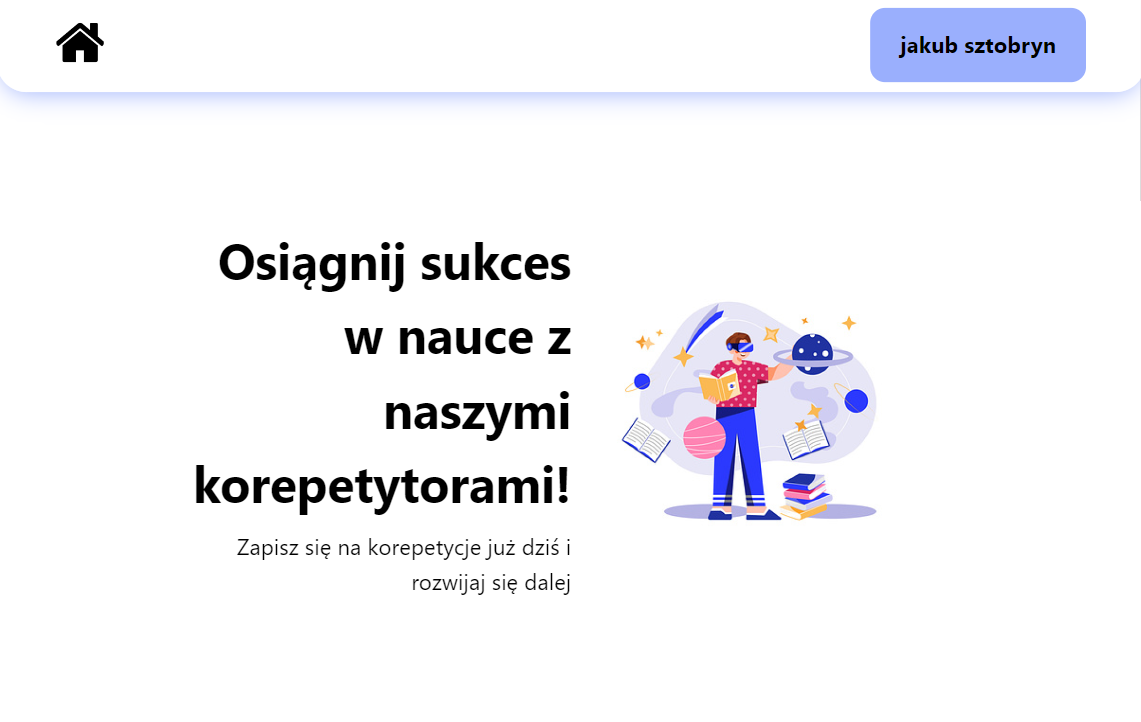 jakub sztobryn
Osiągnij sukces
w nauce z
naszymi
korepetytorami!
Zapisz się na korepetycje już dziś i
rozwijaj się dalej